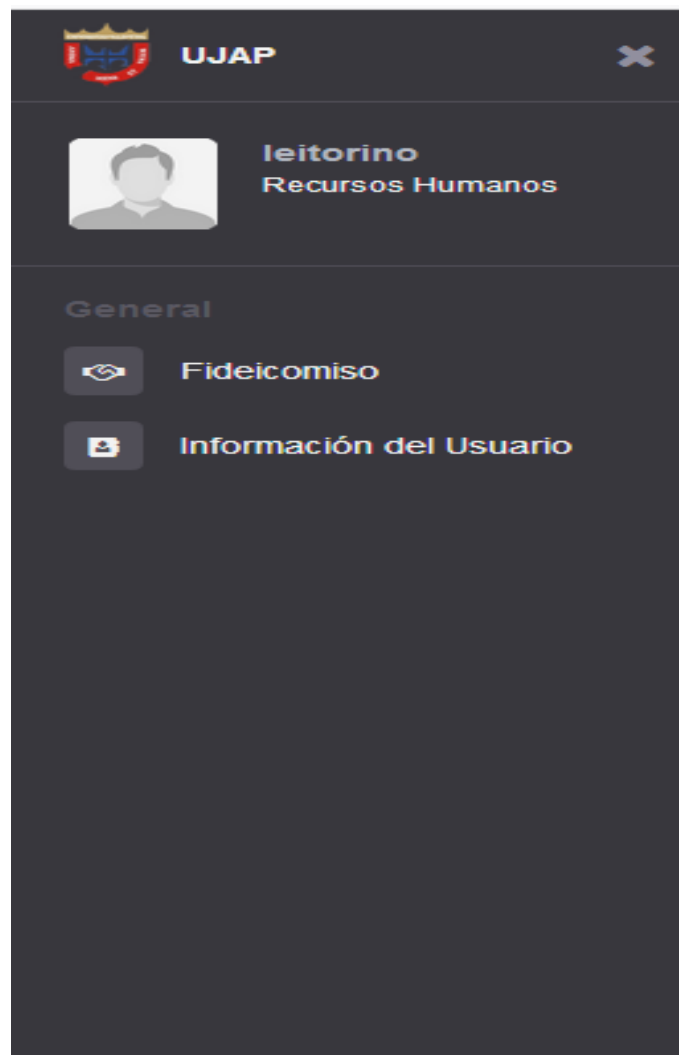 UJAP
leitorino
Recursos Humanos
General
Fideicomiso
Información del Usuario